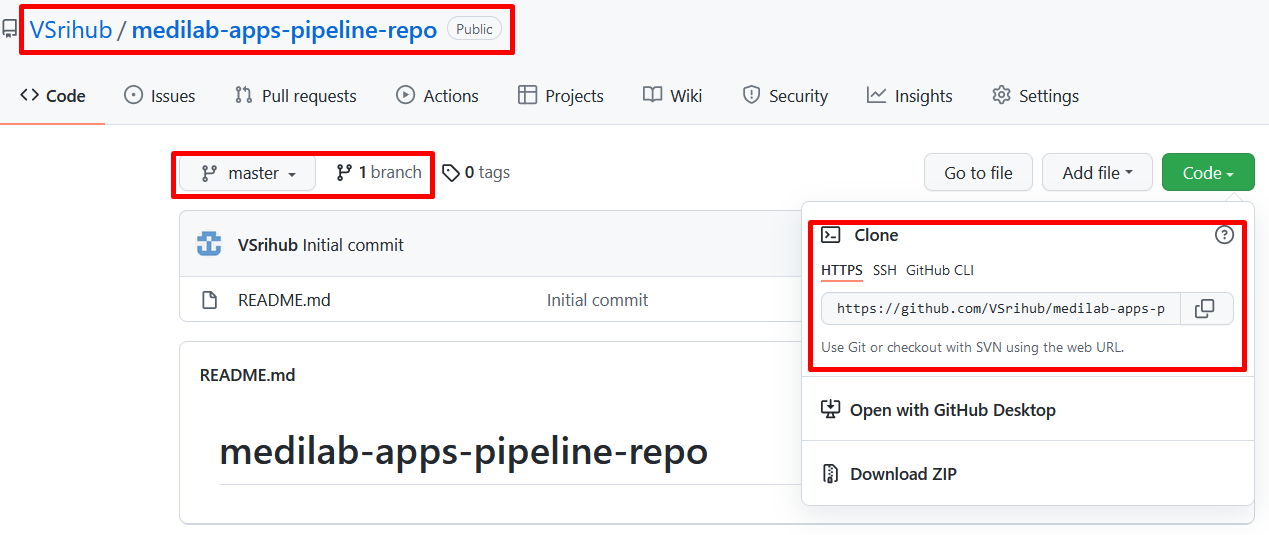 VSrihub / medilab-apps-pipeline-repo Public
Code Issues Pull requests Actions Projects Wiki Security Insights Settings
master 1 branch 0 tags Go to file Add file Code
VSrihub Initial commit
README.md Initial commit
README.md
medilab-apps-pipeline-repo
Clone
HTTPS SSH GitHub CLI
https://github.com/VSrihub/medilab-apps-p
Use Git or checkout with SVN using the web URL.
Open with GitHub Desktop
Download ZIP